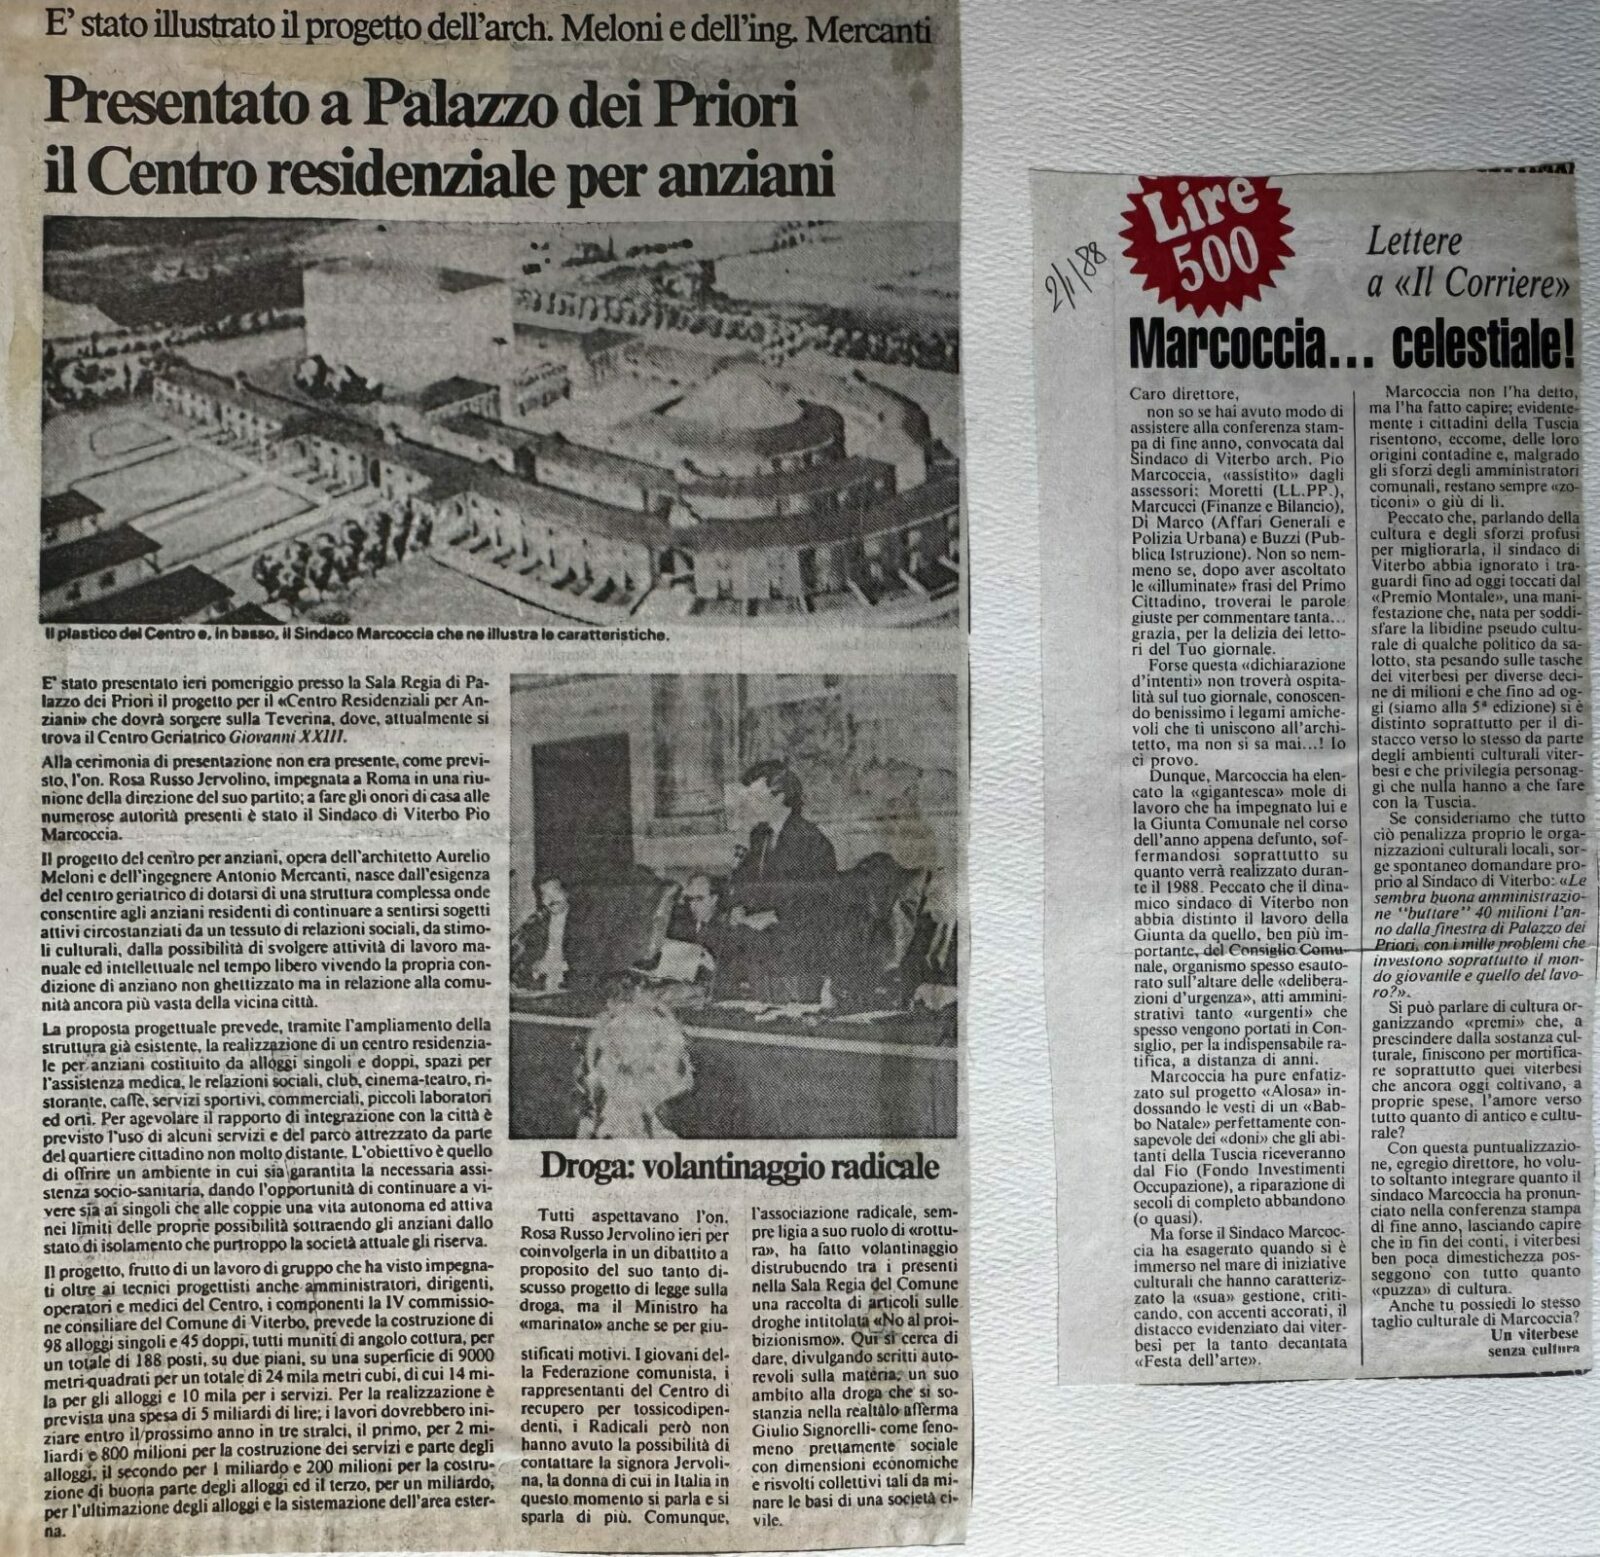 E' stato illustrato il progetto dell'arch. Meloni e dell'ing. Mercanti
Presentato a Palazzo dei Priori
il Centro residenziale per anziani
Il plastico del Centro e, in basso, il Sindaco Marcoccia che ne illustra le caratteristiche.
E' stato presentato ieri pomeriggio presso la Sala Regia di Pa-
lazzo dei Priori il progetto per il «Centro Residenziali per An-
ziani» che dovrà sorgere sulla Teverina, dove, attualmente si
trova il Centro Geriatrico Giovanni XXIII.
Alla cerimonia di presentazione non era presente, come previ-
sto, l'on. Rosa Russo Jervolino, impegnata a Roma in una riu-
nione della direzione del suo partito; a fare gli onori di casa alle
numerose autorità presenti è stato il Sindaco di Viterbo Pio
Marcoccia.
Il progetto del centro per anziani, opera dell'architetto Aurelio
Meloni e dell'ingegnere Antonio Mercanti, nasce dall'esigenza
del centro geriatrico di dotarsi di una struttura complessa onde
consentire agli anziani residenti di continuare a sentirsi sogetti
attivi circostanziati da un tessuto di relazioni sociali, da stimo-
li culturali, dalla possibilità di svolgere attività di lavoro ma-
nuale ed intellettuale nel tempo libero vivendo la propria con-
dizione di anziano non ghettizzato ma in relazione alla comu-
nità ancora più vasta della vicina città.
La proposta progettuale prevede, tramite l'ampliamento della
struttura già esistente, la realizzazione di un centro residenzia-
le per anziani costituito da alloggi singoli e doppi, spazi per
l'assistenza medica, le relazioni sociali, club, cinema-teatro, ri-
storante, caffè, servizi sportivi, commerciali, piccoli laboratori
ed orti. Per agevolare il rapporto di integrazione con la città è
previsto l'uso di alcuni servizi e del parco attrezzato da parte
del quartiere cittadino non molto distante. L'obiettivo è quello
di offrire un ambiente in cui sia garantita la necessaria assi-
stenza socio-sanitaria, dando l'opportunità di continuare a vi-
vere sia ai singoli che alle coppie una vita autonoma ed attiva
nei limiti delle proprie possibilità sottraendo gli anziani dallo
stato di isolamento che purtroppo la società attuale gli riserva.
Il progetto, frutto di un lavoro di gruppo che ha visto impegna-
ti oltre ai tecnici progettisti anche amministratori, dirigenti,
operatori e medici del Centro, i componenti la IV commissio-
ne consiliare del Comune di Viterbo, prevede la costruzione di
98 alloggi singoli e 45 doppi, tutti muniti di angolo cottura, per
un totale di 188 posti, su due piani, su una superficie di 9000
metri quadrati per un totale di 24 mila metri cubi, di cui 14 mi-
la per gli alloggi e 10 mila per i servizi. Per la realizzazione è
prevista una spesa di 5 miliardi di lire; i lavori dovrebbero ini-
ziare entro il prossimo anno in tre stralci, il primo, per 2 mi-
liardi e 800 milioni per la costruzione dei servizi e parte degli
alloggi, il secondo per 1 miliardo e 200 milioni per la costru-
zione di buona parte degli alloggi ed il terzo, per un miliardo,
per l'ultimazione degli alloggi e la sistemazione dell'area ester-
na.
Droga: volantinaggio radicale
Tutti aspettavano l'on.
Rosa Russo Jervolino ieri per
coinvolgerla in un dibattito a
proposito del suo tanto di-
scusso progetto di legge sulla
droga, ma il Ministro ha
«marinato» anche se per giu-
stificati motivi. I giovani del-
la Federazione comunista, i
rappresentanti del Centro di
recupero per tossicodipen-
denti, i Radicali però non
hanno avuto la possibilità di
contattare la signora Jervoli-
na, la donna di cui in Italia in
questo momento si parla e si
sparla di più. Comunque,
l'associazione radicale, sem-
pre ligia a suo ruolo di «rottu-
ra», ha fatto volantinaggio
distrubuendo tra i presenti
nella Sala Regia del Comune
una raccolta di articoli sulle
droghe intitolata «No al proi-
bizionismo». Qui si cerca di
dare, divulgando scritti auto-
revoli sulla materia, un suo
ambito alla droga che si so-
stanzia nella realtàlo afferma
Giulio Signorelli- come feno-
meno prettamente sociale
con dimensioni economiche
e risvolti collettivi tali da mi-
nare le basi di una società ci-
vile.
Lire
500
2/1/88
Lettere
a «Il Corriere»
Marcoccia... celestiale!
Caro direttore,
non so se hai avuto modo di
assistere alla conferenza stam-
pa di fine anno, convocata dal
Sindaco di Viterbo arch. Pio
Marcoccia, «assistito» dagli
assessori: Moretti (LL.PP.),
Marcucci (Finanze e Bilancio),
Di Marco (Affari Generali e
Polizia Urbana) e Buzzi (Pub-
blica Istruzione). Non so nem-
meno se, dopo aver ascoltato
le «illuminate» frasi del Primo
Cittadino, troverai le parole
giuste per commentare tanta...
grazia, per la delizia dei letto-
ri del Tuo giornale.
Forse questa «dichiarazione
d'intenti» non troverà ospita-
lità sul tuo giornale, conoscen-
do benissimo i legami amiche-
voli che ti uniscono all'archi-
tetto, ma non si sa mai...! Io
ci provo.
Dunque, Marcoccia ha elen-
cato la «gigantesca» mole di
lavoro che ha impegnato lui e
la Giunta Comunale nel corso
dell'anno appena defunto, sof-
fermandosi soprattutto su
quanto verrà realizzato duran-
te il 1988. Peccato che il dina-
mico sindaco di Viterbo non
abbia distinto il lavoro della
Giunta da quello, ben più im-
portante, del Consiglio Comu-
nale, organismo spesso esauto-
rato sull'altare delle «delibera-
zioni d'urgenza», atti ammini-
strativi tanto «urgenti» che
spesso vengono portati in Con-
siglio, per la indispensabile ra-
tifica, a distanza di anni.
Marcoccia ha pure enfatiz-
zato sul progetto «Alosa» in-
dossando le vesti di un «Bab-
bo Natale» perfettamente con-
sapevole dei «doni» che gli abi-
tanti della Tuscia riceveranno
dal Fio (Fondo Investimenti
Occupazione), a riparazione di
secoli di completo abbandono
(o quasi).
Ma forse il Sindaco Marcoc-
cia ha esagerato quando si è
immerso nel mare di iniziative
culturali che hanno caratteriz-
zato la «sua» gestione, criti-
cando, con accenti accorati, il
distacco evidenziato dai viter-
besi per la tanto decantata
«Festa dell'arte».
Marcoccia non l'ha detto,
ma l'ha fatto capire; evidente-
mente i cittadini della Tuscia
risentono, eccome, delle loro
origini contadine e, malgrado
gli sforzi degli amministratori
comunali, restano sempre «zo-
ticoni» o giù di lì.
Peccato che, parlando della
cultura e degli sforzi profusi
per migliorarla, il sindaco di
Viterbo abbia ignorato i tra-
guardi fino ad oggi toccati dal
«Premio Montale», una mani-
festazione che, nata per soddi-
sfare la libidine pseudo cultu-
rale di qualche politico da sa-
lotto, sta pesando sulle tasche
dei viterbesi per diverse deci-
ne di milioni e che fino ad og-
gi (siamo alla 5ª edizione) si è
distinto soprattutto per il di-
stacco verso lo stesso da parte
degli ambienti culturali viter-
besi e che privilegia personag-
gi che nulla hanno a che fare
con la Tuscia.
Se consideriamo che tutto
ciò penalizza proprio le orga-
nizzazioni culturali locali, sor-
ge spontaneo domandare pro-
prio al Sindaco di Viterbo: «Le
sembra buona amministrazio-
ne "buttare" 40 milioni l'an-
no dalla finestra di Palazzo dei
Priori, con i mille problemi che
investono soprattutto il mon-
do giovanile e quello del lavo-
ro?».
Si può parlare di cultura or-
ganizzando «premi» che, a
prescindere dalla sostanza cul-
turale, finiscono per mortifica-
re soprattutto quei viterbesi
che ancora oggi coltivano, a
proprie spese, l'amore verso
tutto quanto di antico e cultu-
rale?
Con questa puntualizzazio-
ne, egregio direttore, ho volu-
to soltanto integrare quanto il
sindaco Marcoccia ha pronun-
ciato nella conferenza stampa
di fine anno, lasciando capire
che in fin dei conti, i viterbesi
ben poca dimestichezza pos-
seggono con tutto quanto
«puzza» di cultura.
Anche tu possiedi lo stesso
taglio culturale di Marcoccia?
Un viterbese
senza cultura